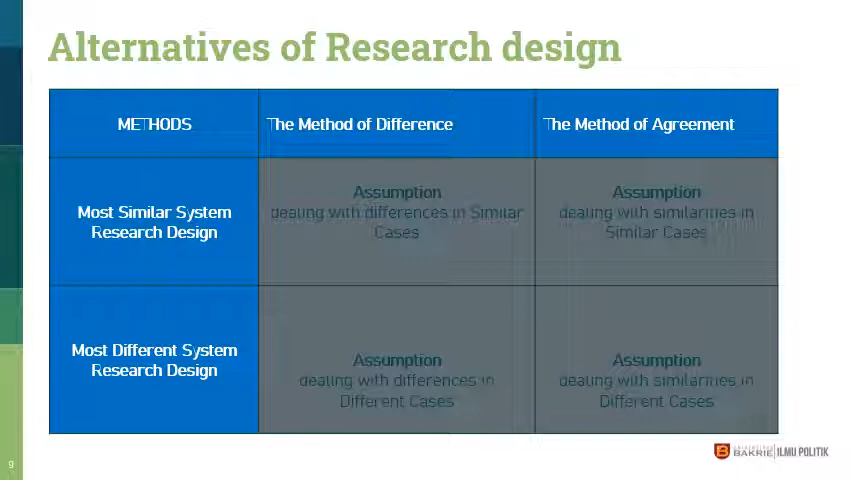 Alternatives of Research design
METHODS
The Method of Difference
The Method of Agreement
Most Similar System
Research Design
Assumption
dealing with differences in Similar
Cases
Assumption
dealing with similarities in
Similar Cases
Most Different System
Research Design
Assumption
dealing with differences in
Different Cases
Assumption
dealing with similarities in
Different Cases
9
BAKRIE
ILMU POLITIK